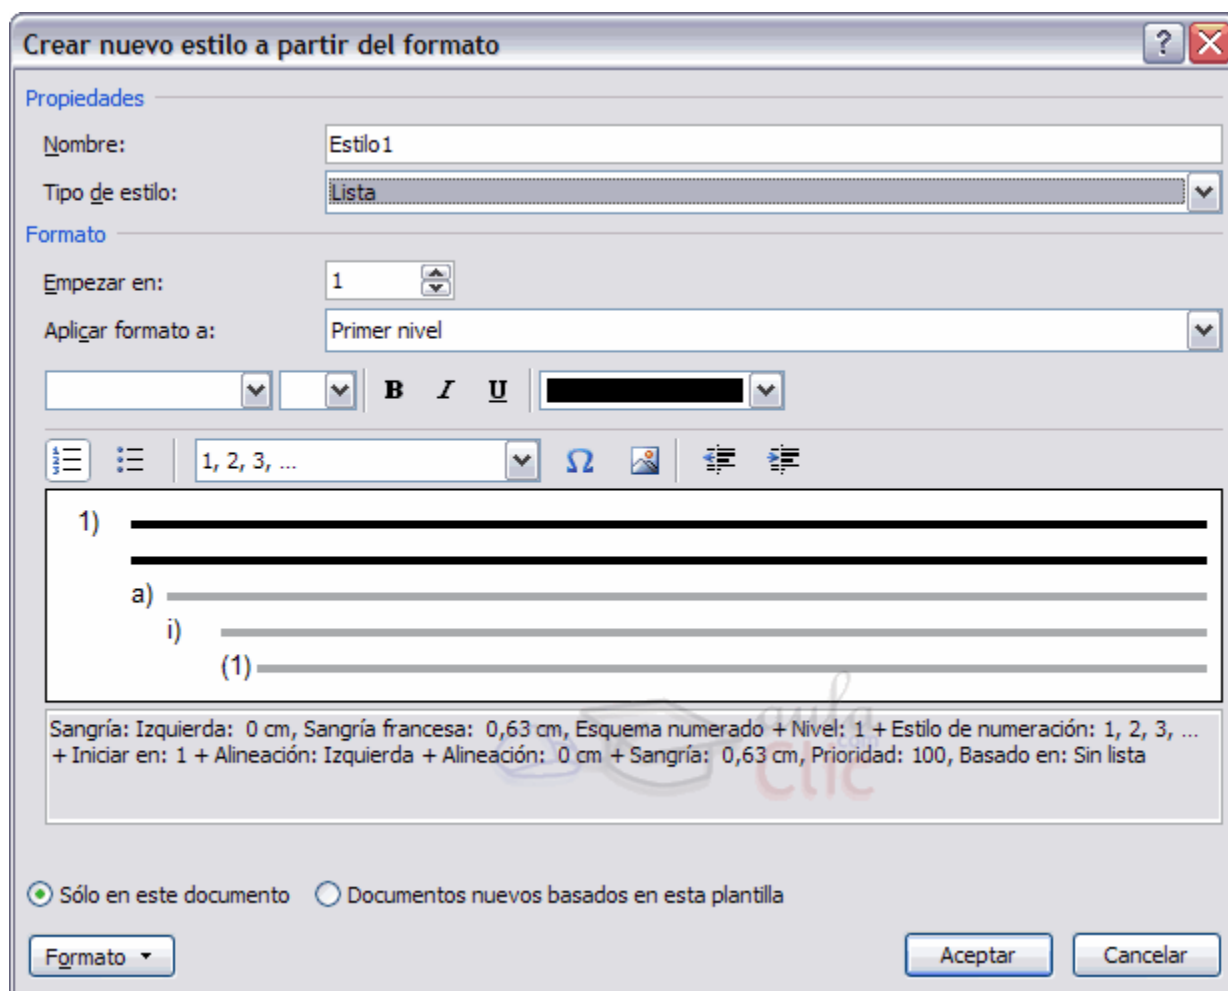 Crear nuevo estilo a partir del formato
Propiedades
Nombre: Estilo1
Tipo de estilo: Lista
Formato
Empezar en: 1
Aplicar formato a: Primer nivel
B I U
1, 2, 3, ... Ω
1)
a)
i)
(1)
Sangría: Izquierda: 0 cm, Sangría francesa: 0,63 cm, Esquema numerado + Nivel: 1 + Estilo de numeración: 1, 2, 3, ...
+ Iniciar en: 1 + Alineación: Izquierda + Alineación: 0 cm + Sangría: 0,63 cm, Prioridad: 100, Basado en: Sin lista
aula
.com
Clic
Sólo en este documento Documentos nuevos basados en esta plantilla
Formato Aceptar Cancelar